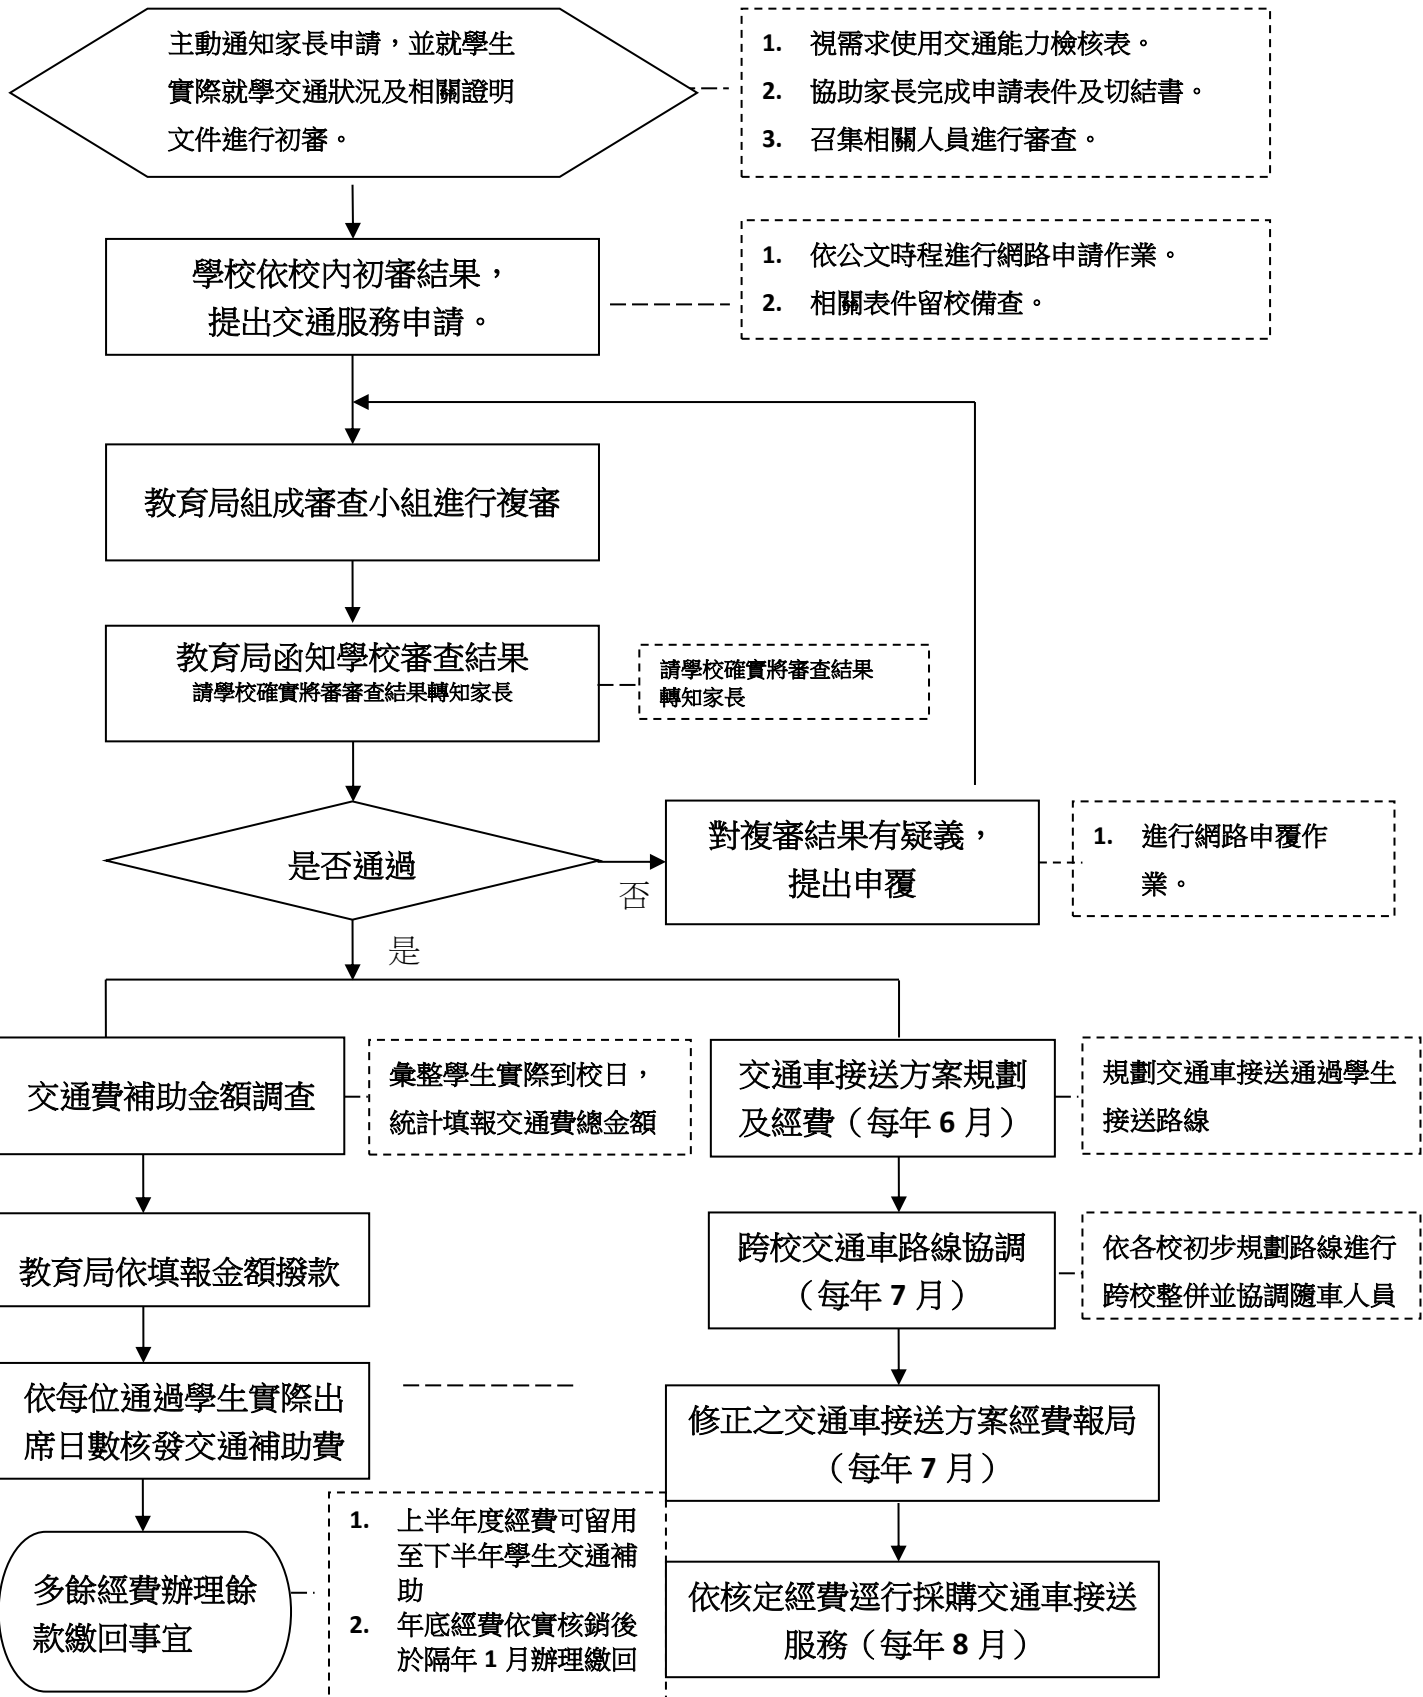 主動通知家長申請，並就學生
實際就學交通狀況及相關證明
文件進行初審。
1. 視需求使用交通能力檢核表。
2. 協助家長完成申請表件及切結書。
3. 召集相關人員進行審查。
學校依校內初審結果，
提出交通服務申請。
1. 依公文時程進行網路申請作業。
2. 相關表件留校備查。
教育局組成審查小組進行複審
教育局函知學校審查結果
請學校確實將審審查結果轉知家長
請學校確實將審查結果
轉知家長
是否通過
否
對複審結果有疑義，
提出申覆
1. 進行網路申覆作
業。
是
交通費補助金額調查
彙整學生實際到校日，
統計填報交通費總金額
交通車接送方案規劃
及經費（每年 6 月）
規劃交通車接送通過學生
接送路線
教育局依填報金額撥款
跨校交通車路線協調
（每年 7 月）
依各校初步規劃路線進行
跨校整併並協調隨車人員
依每位通過學生實際出
席日數核發交通補助費
修正之交通車接送方案經費報局
（每年 7 月）
多餘經費辦理餘
款繳回事宜
1. 上半年度經費可留用
至下半年學生交通補
助
2. 年底經費依實核銷後
於隔年 1 月辦理繳回
依核定經費逕行採購交通車接送
服務（每年 8 月）